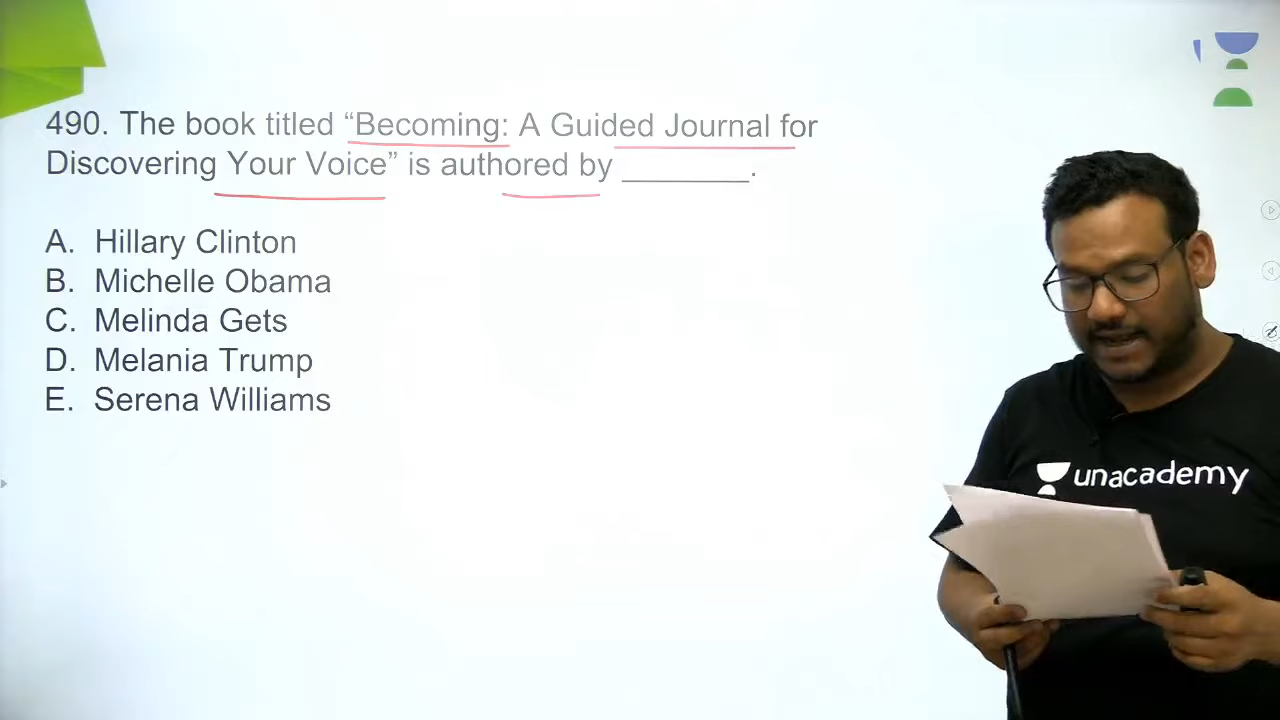 490. The book titled “Becoming: A Guided Journal for
Discovering Your Voice” is authored by _______.
A. Hillary Clinton
B. Michelle Obama
C. Melinda Gets
D. Melania Trump
E. Serena Williams
unacademy